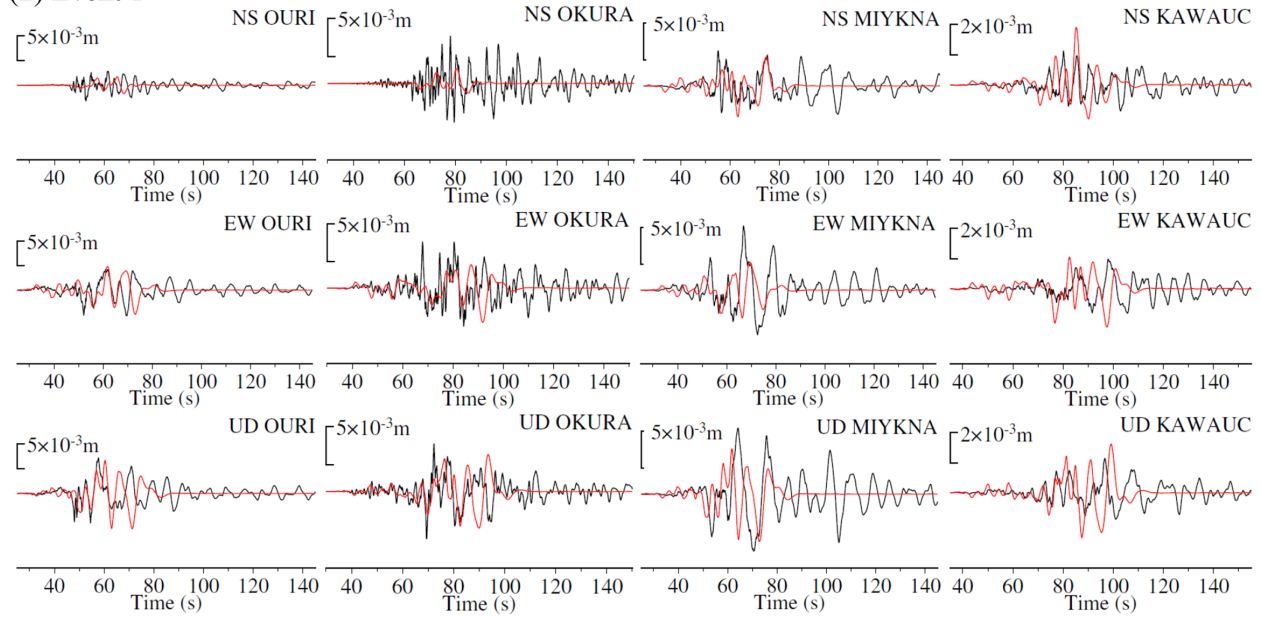 NS OURI
5×10⁻³m
40 60 80 100 120 140
Time (s)
NS OKURA
5×10⁻³m
40 60 80 100 120 140
Time (s)
NS MIYKNA
5×10⁻³m
40 60 80 100 120 140
Time (s)
NS KAWAUC
2×10⁻³m
40 60 80 100 120 140
Time (s)
EW OURI
5×10⁻³m
40 60 80 100 120 140
Time (s)
EW OKURA
5×10⁻³m
40 60 80 100 120 140
Time (s)
EW MIYKNA
5×10⁻³m
40 60 80 100 120 140
Time (s)
EW KAWAUC
2×10⁻³m
40 60 80 100 120 140
Time (s)
UD OURI
5×10⁻³m
40 60 80 100 120 140
Time (s)
UD OKURA
5×10⁻³m
40 60 80 100 120 140
Time (s)
UD MIYKNA
5×10⁻³m
40 60 80 100 120 140
Time (s)
UD KAWAUC
2×10⁻³m
40 60 80 100 120 140
Time (s)